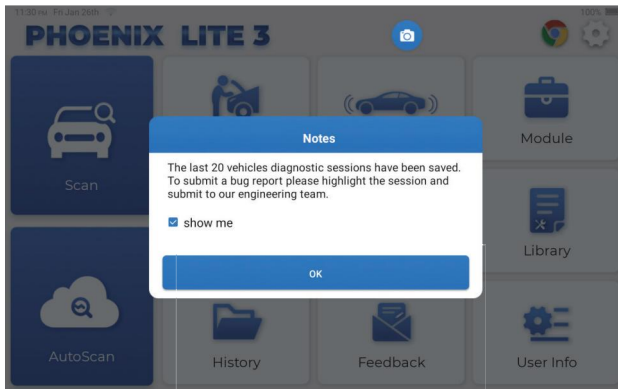 11:30 PM Fri Jan 26th
100%
PHOENIX LITE 3
Notes
The last 20 vehicles diagnostic sessions have been saved.
To submit a bug report please highlight the session and
submit to our engineering team.
show me
OK
Scan
Module
Library
AutoScan
History
Feedback
User Info